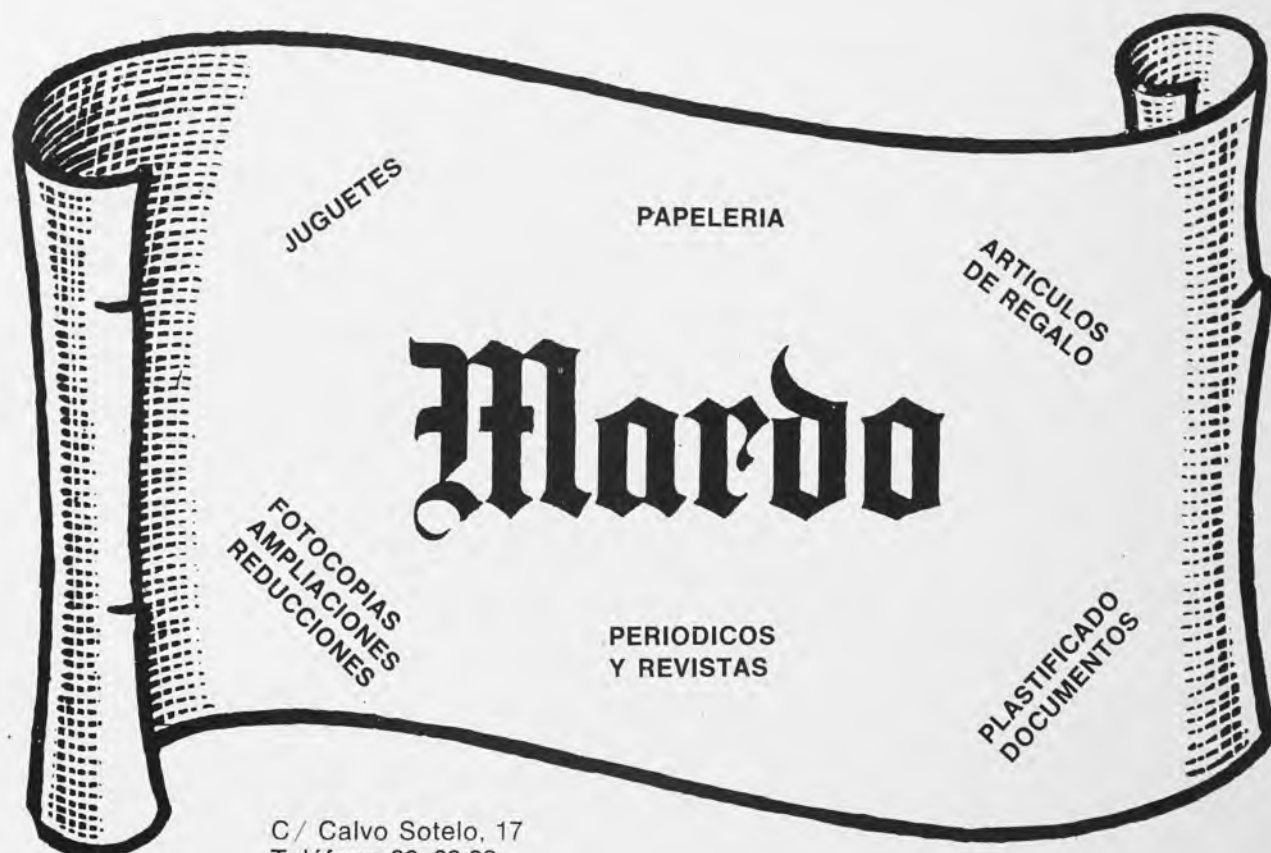 JUGUETES
PAPELERIA
ARTICULOS
DE REGALO
Mardo
FOTOCOPIAS
AMPLIACIONES
REDUCCIONES
PERIODICOS
Y REVISTAS
PLASTIFICADO
DOCUMENTOS
C/ Calvo Sotelo, 17